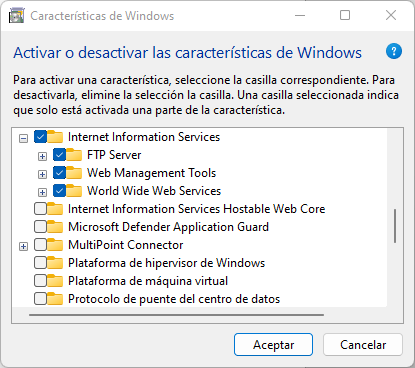 Características de Windows
Activar o desactivar las características de Windows
?
Para activar una característica, seleccione la casilla correspondiente. Para
desactivarla, elimine la selección la casilla. Una casilla seleccionada indica
que solo está activada una parte de la característica.
Internet Information Services
FTP Server
Web Management Tools
World Wide Web Services
Internet Information Services Hostable Web Core
Microsoft Defender Application Guard
MultiPoint Connector
Plataforma de hipervisor de Windows
Plataforma de máquina virtual
Protocolo de puente del centro de datos
Aceptar
Cancelar